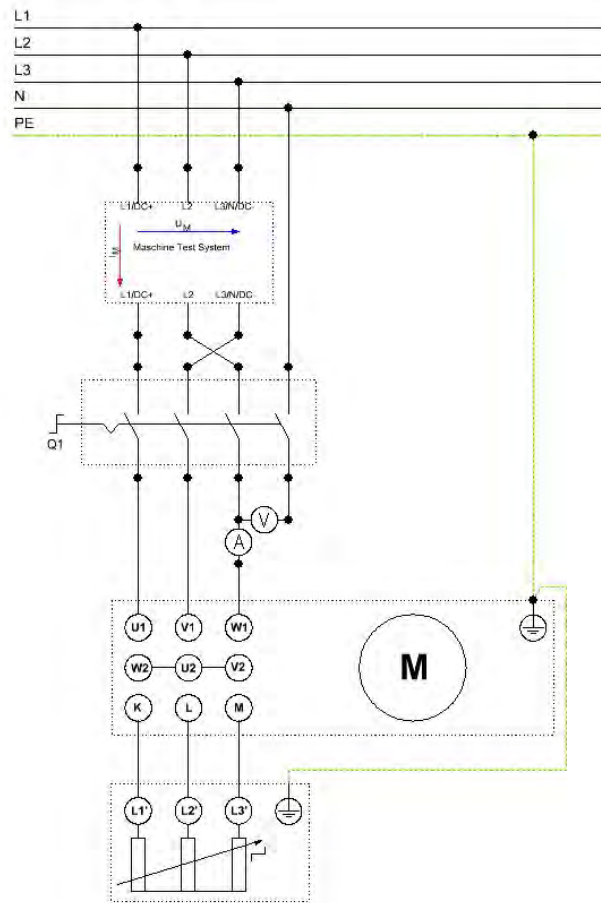 L1
L2
L3
N
PE
L1/DC+ L2 L3/N/DC-
UM
IM
Maschine Test System
L1/DC+ L2 L3/N/DC-
Q1
V
A
U1 V1 W1
W2 U2 V2
M
K L M
L1' L2' L3'